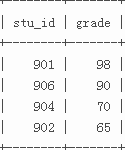 +--------+-------+
| stu_id | grade |
+--------+-------+
|    901 |    98 |
|    906 |    90 |
|    904 |    70 |
|    902 |    65 |
+--------+-------+